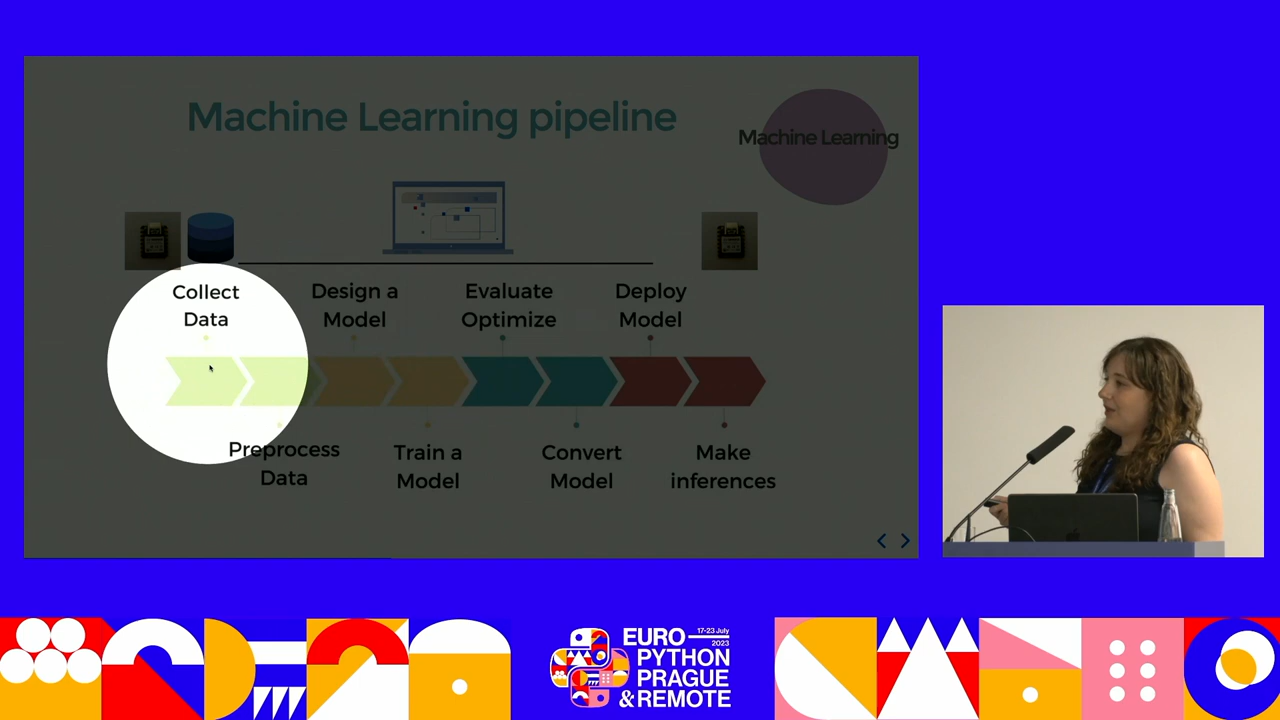 Machine Learning pipeline
Machine Learning
Collect
Data
Design a
Model
Evaluate
Optimize
Deploy
Model
Preprocess
Data
Train a
Model
Convert
Model
Make
inferences
EURO
17-23 July
2023
PYTHON
PRAGUE
& REMOTE